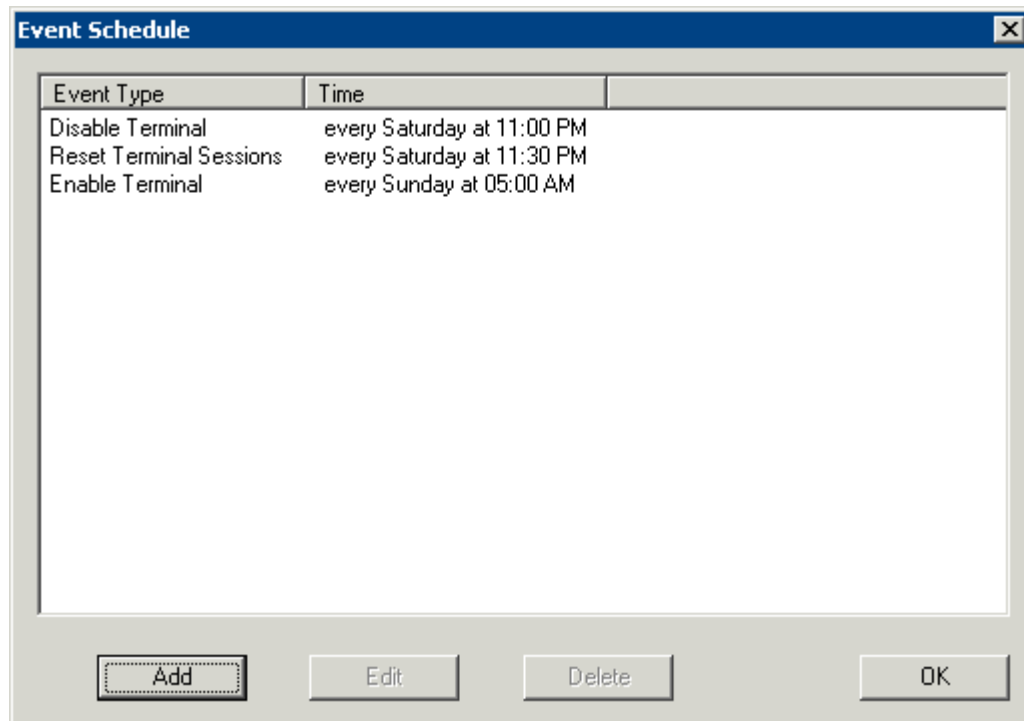 Event Schedule
Event Type Time
Disable Terminal every Saturday at 11:00 PM
Reset Terminal Sessions every Saturday at 11:30 PM
Enable Terminal every Sunday at 05:00 AM
Add Edit Delete OK